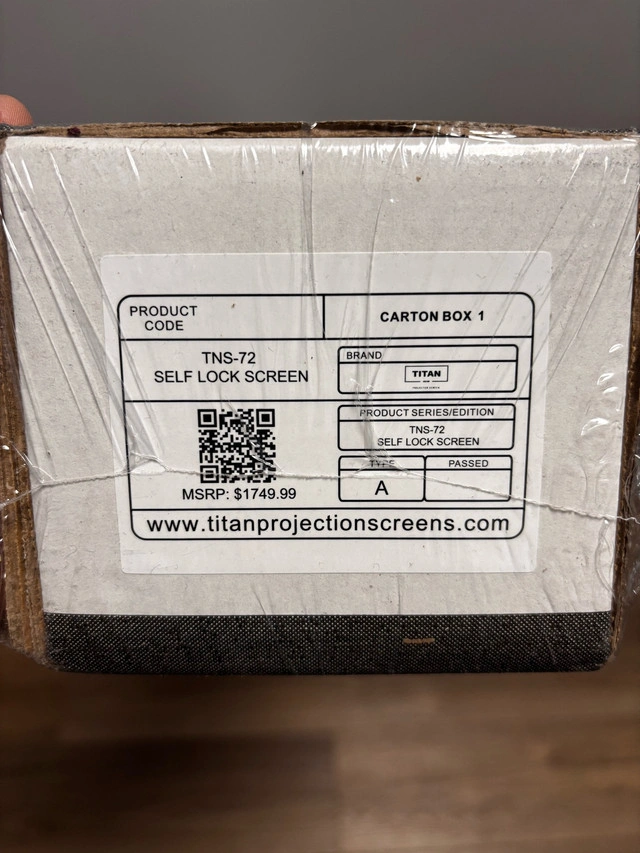 PRODUCT
CODE
CARTON BOX 1
TNS-72
SELF LOCK SCREEN
BRAND
TITAN
PRODUCT SERIES/EDITION
TNS-72
SELF LOCK SCREEN
MSRP: $1749.99
TYPE
PASSED
A
www.titanprojectionscreens.com